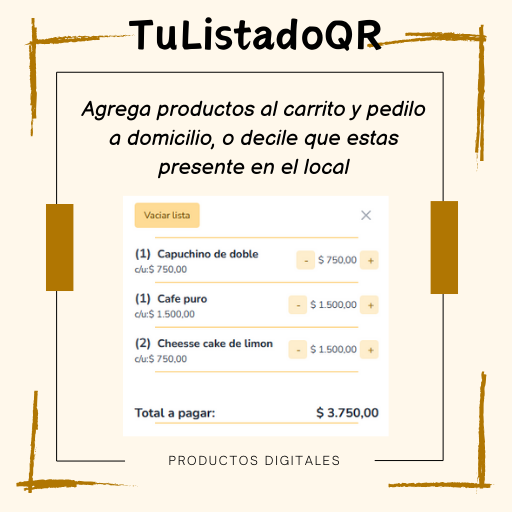 TuListadoQR
Agrega productos al carrito y pedilo
a domicilio, o decile que estas
presente en el local
Vaciar lista ×
(1) Capuchino de doble - $ 750,00 +
c/u:$ 750,00
(1) Cafe puro - $ 1.500,00 +
c/u:$ 1.500,00
(2) Cheesse cake de limon - $ 1.500,00 +
c/u:$ 750,00
Total a pagar: $ 3.750,00
PRODUCTOS DIGITALES